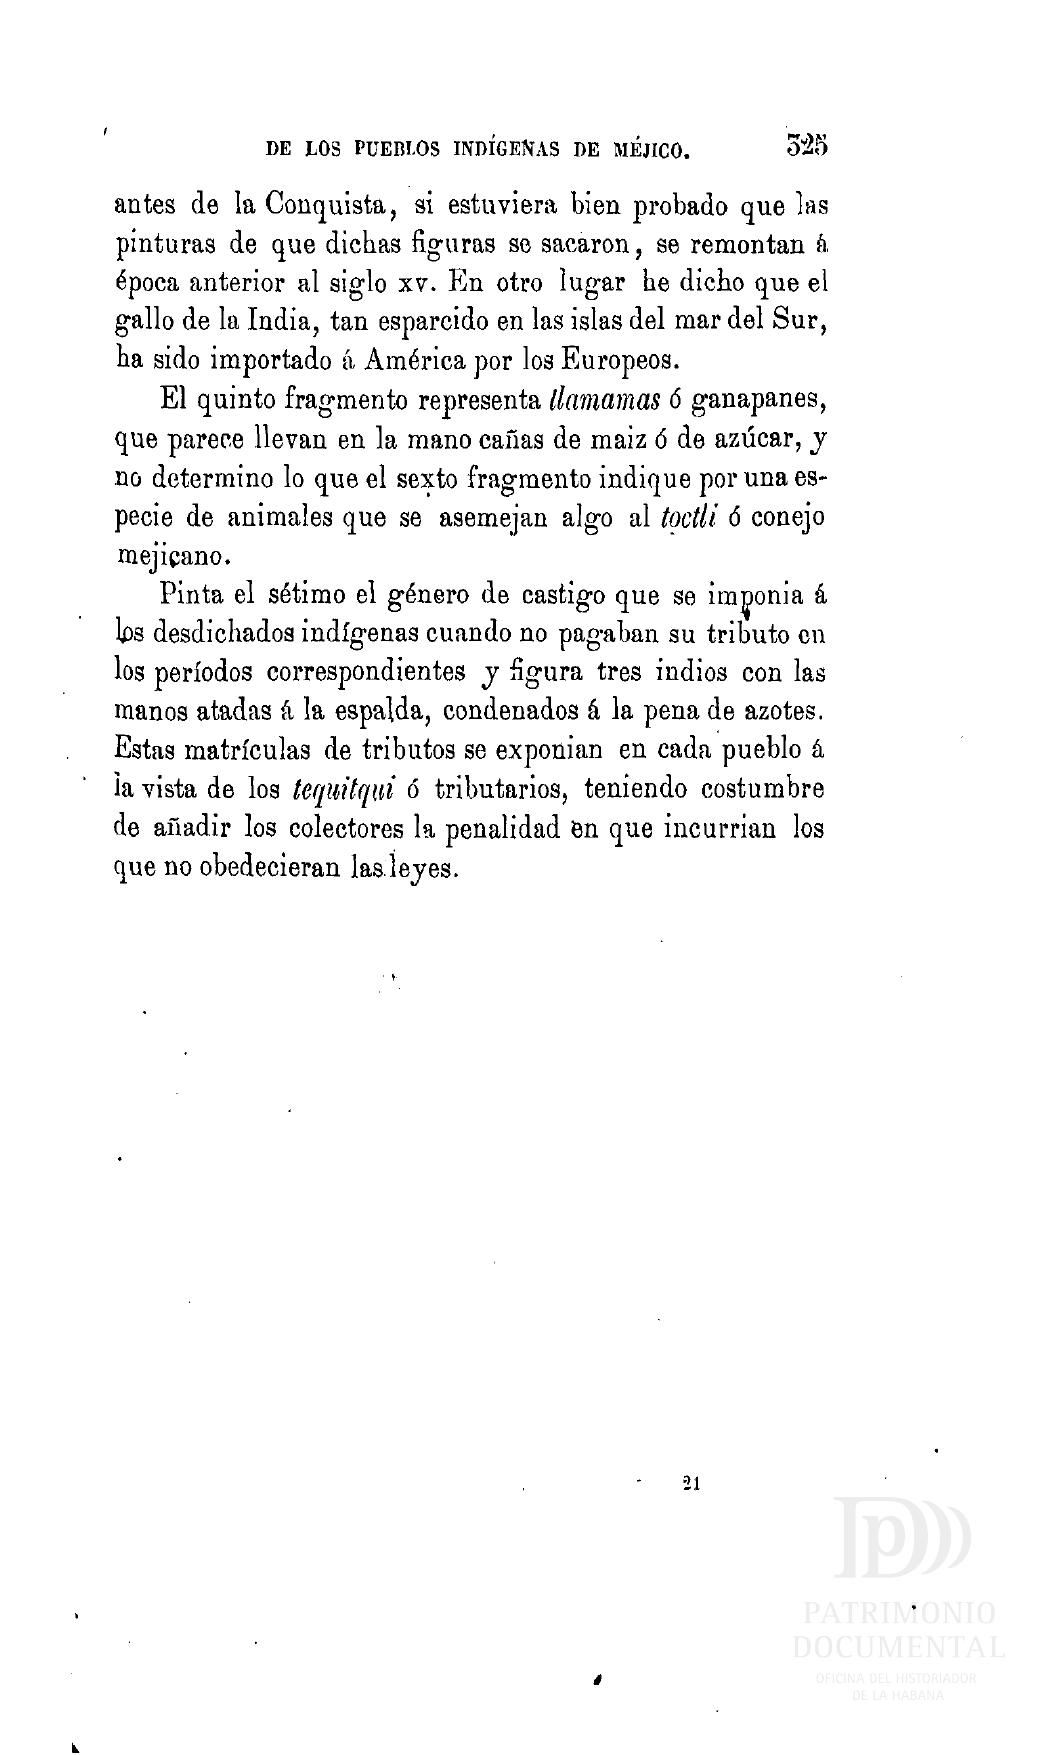 DE LOS PUEBLOS INDÍGENAS DE MÉJICO. 325
antes de la Conquista, si estuviera bien probado que las
pinturas de que dichas figuras se sacaron, se remontan á
época anterior al siglo XV. En otro lugar he dicho que el
gallo de la India, tan esparcido en las islas del mar del Sur,
ha sido importado á América por los Europeos.
El quinto fragmento representa llamamas ó ganapanes,
que parece llevan en la mano cañas de maiz ó de azúcar, y
no determino lo que el sexto fragmento indique por una es-
pecie de animales que se asemejan algo al toctli ó conejo
mejicano.
Pinta el sétimo el género de castigo que se imponia á
los desdichados indígenas cuando no pagaban su tributo en
los períodos correspondientes y figura tres indios con las
manos atadas á la espalda, condenados á la pena de azotes.
Estas matrículas de tributos se exponian en cada pueblo á
la vista de los tequitqui ó tributarios, teniendo costumbre
de añadir los colectores la penalidad en que incurrian los
que no obedecieran las leyes.
21
PATRIMONIO
DOCUMENTAL
OFICINA DEL HISTORIADOR
DE LA HABANA